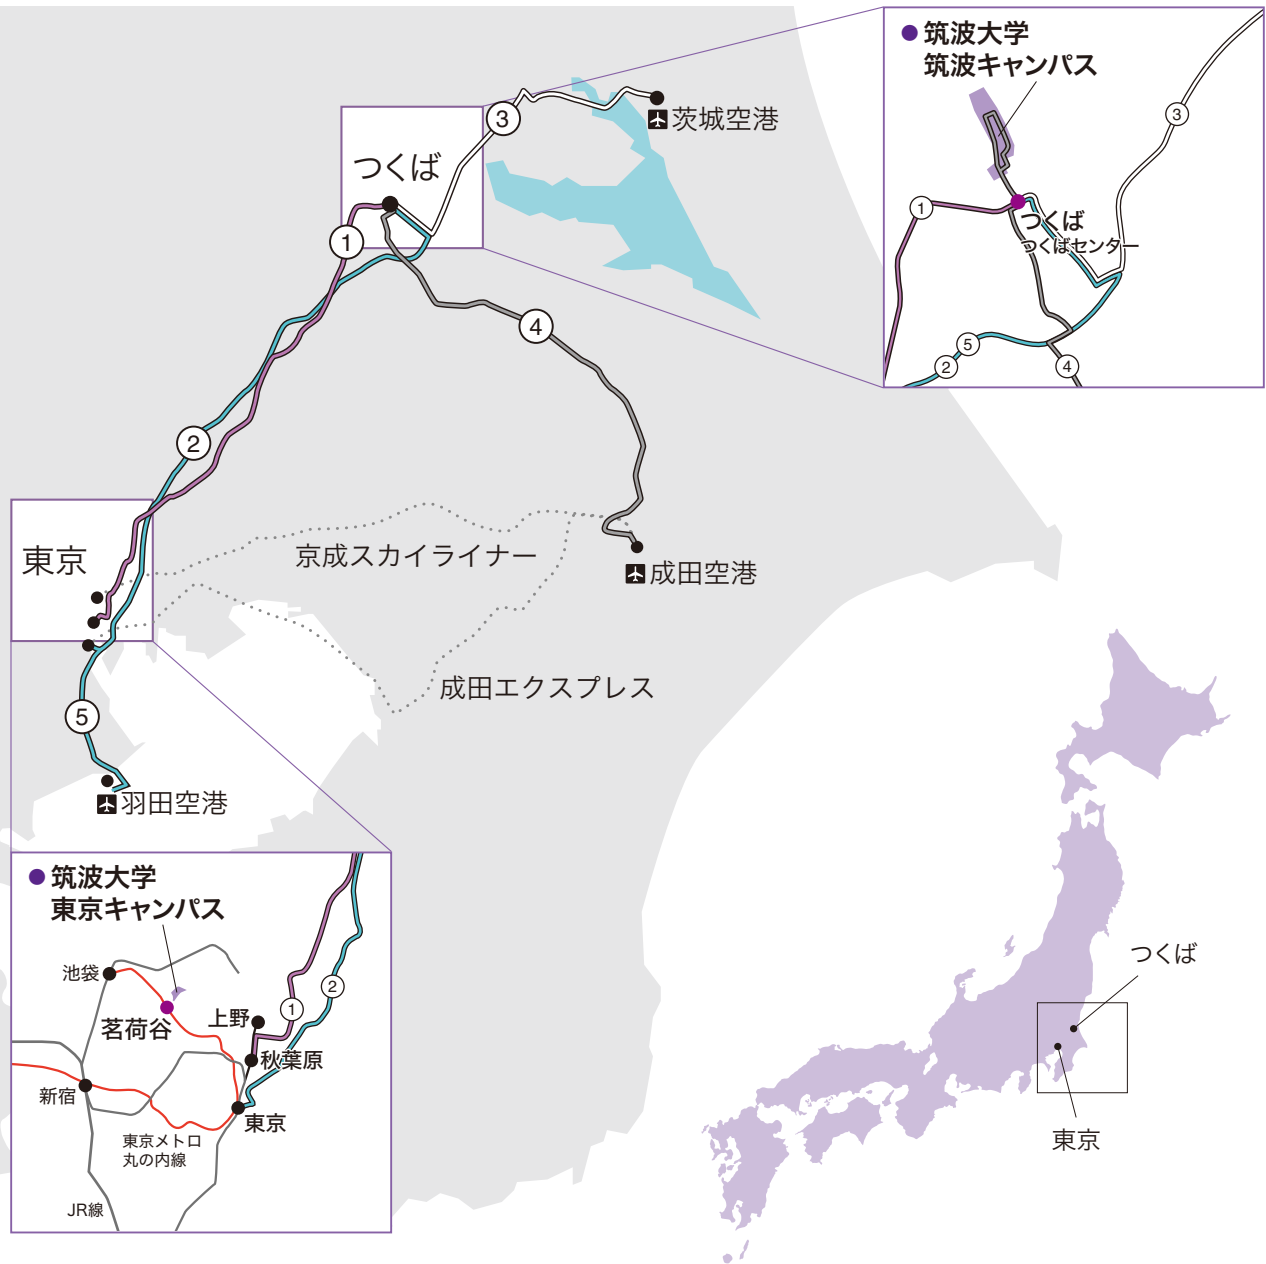 筑波大学
筑波キャンパス
3
1
つくば
つくばセンター
5
2
4
3
茨城空港
つくば
1
4
2
東京
京成スカイライナー
成田空港
成田エクスプレス
5
羽田空港
筑波大学
東京キャンパス
池袋
2
1
上野
茗荷谷
秋葉原
新宿
東京
東京メトロ
丸の内線
JR線
つくば
東京